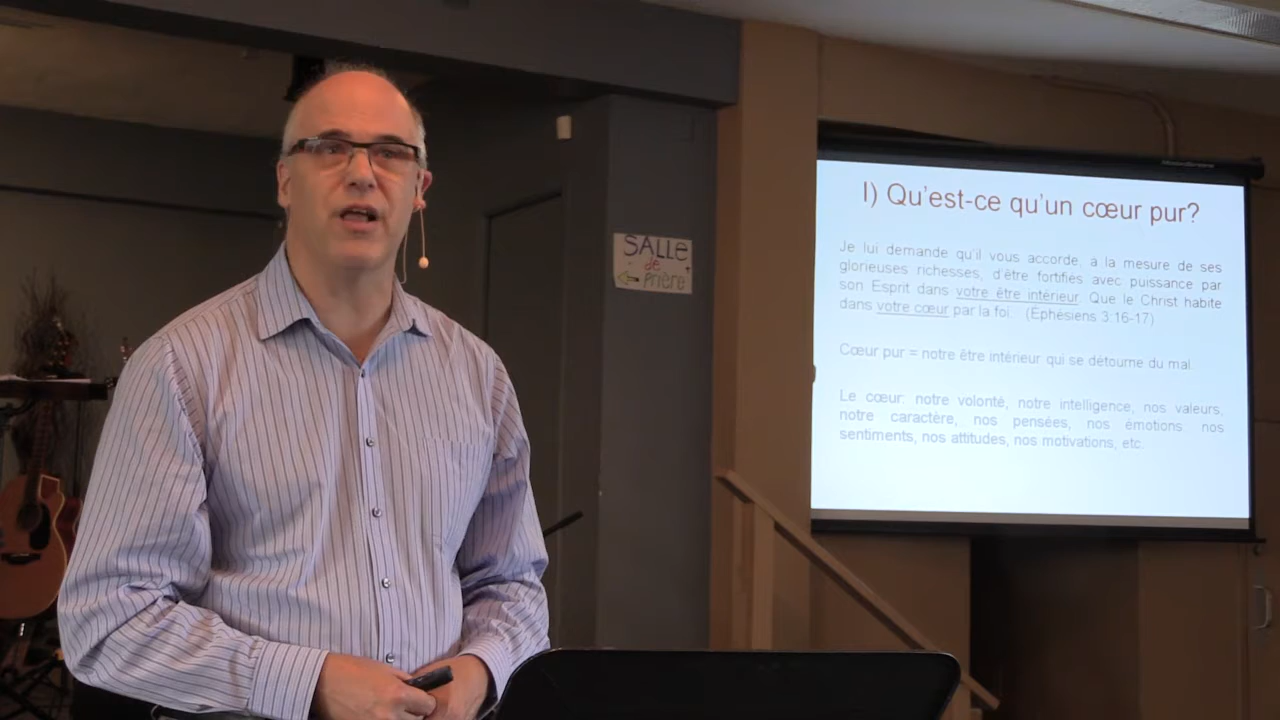 SALLE
de
Prière
I) Qu'est-ce qu'un cœur pur?
Je lui demande qu'il vous accorde, à la mesure de ses
glorieuses richesses, d'être fortifiés avec puissance par
son Esprit dans votre être intérieur. Que le Christ habite
dans votre cœur par la foi. (Éphésiens 3:16-17)
Cœur pur = notre être intérieur qui se détourne du mal.
Le cœur: notre volonté, notre intelligence, nos valeurs,
notre caractère, nos pensées, nos émotions nos
sentiments, nos attitudes, nos motivations, etc.